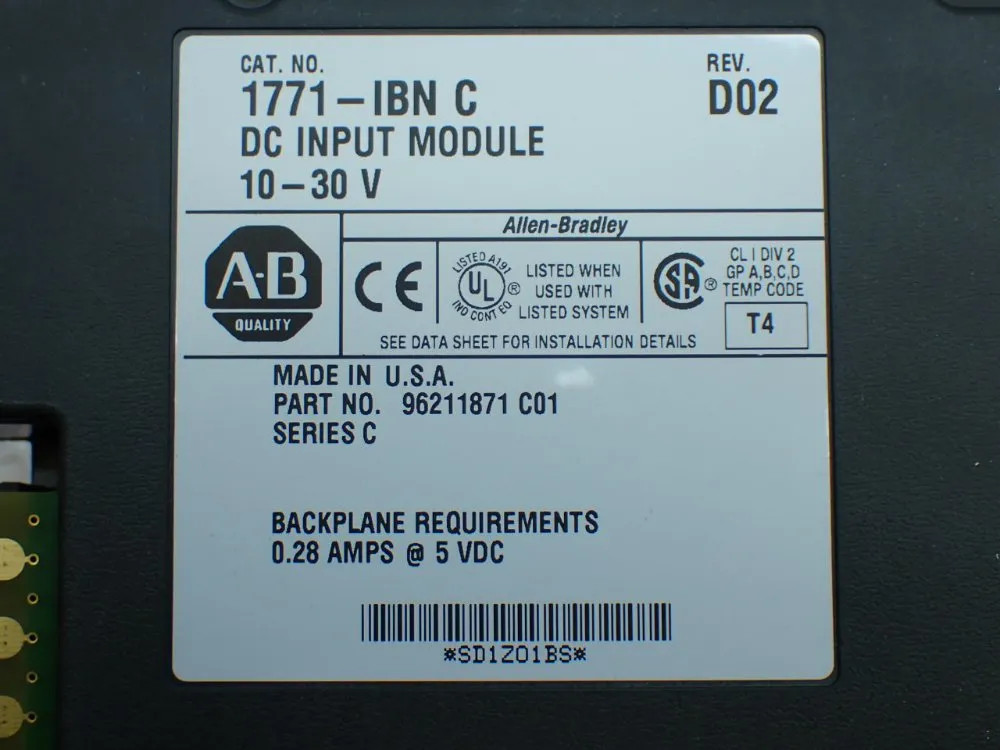 CAT. NO.
1771-IBN C
DC INPUT MODULE
10-30 V
REV.
D02
Allen-Bradley
A-B
QUALITY
CE
LISTED A191
UL
IND CONT EQ
®
LISTED WHEN
USED WITH
LISTED SYSTEM
SA
®
CL I DIV 2
GP A,B,C,D
TEMP CODE
T4
SEE DATA SHEET FOR INSTALLATION DETAILS
MADE IN U.S.A.
PART NO. 96211871 C01
SERIES C
BACKPLANE REQUIREMENTS
0.28 AMPS @ 5 VDC
*SD1Z01BS*